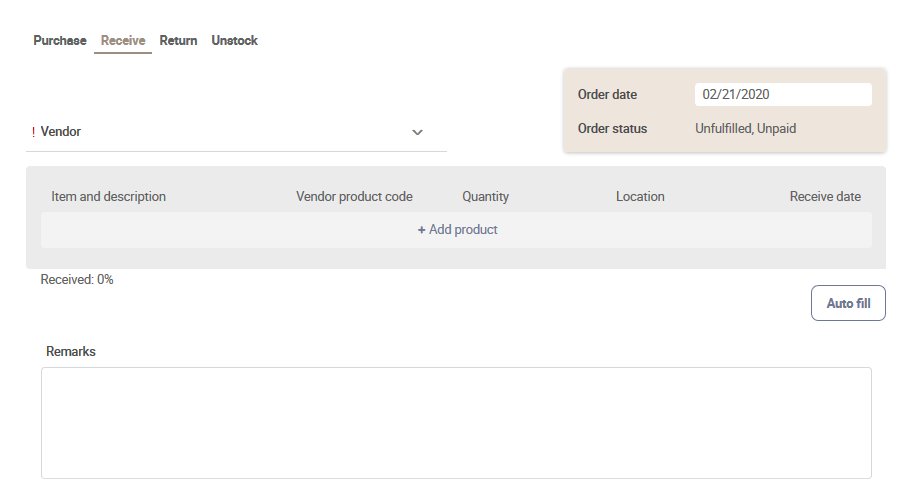 Purchase Receive Return Unstock
Order date 02/21/2020
! Vendor
Order status Unfulfilled, Unpaid
Item and description Vendor product code Quantity Location Receive date
+ Add product
Received: 0%
Auto fill
Remarks